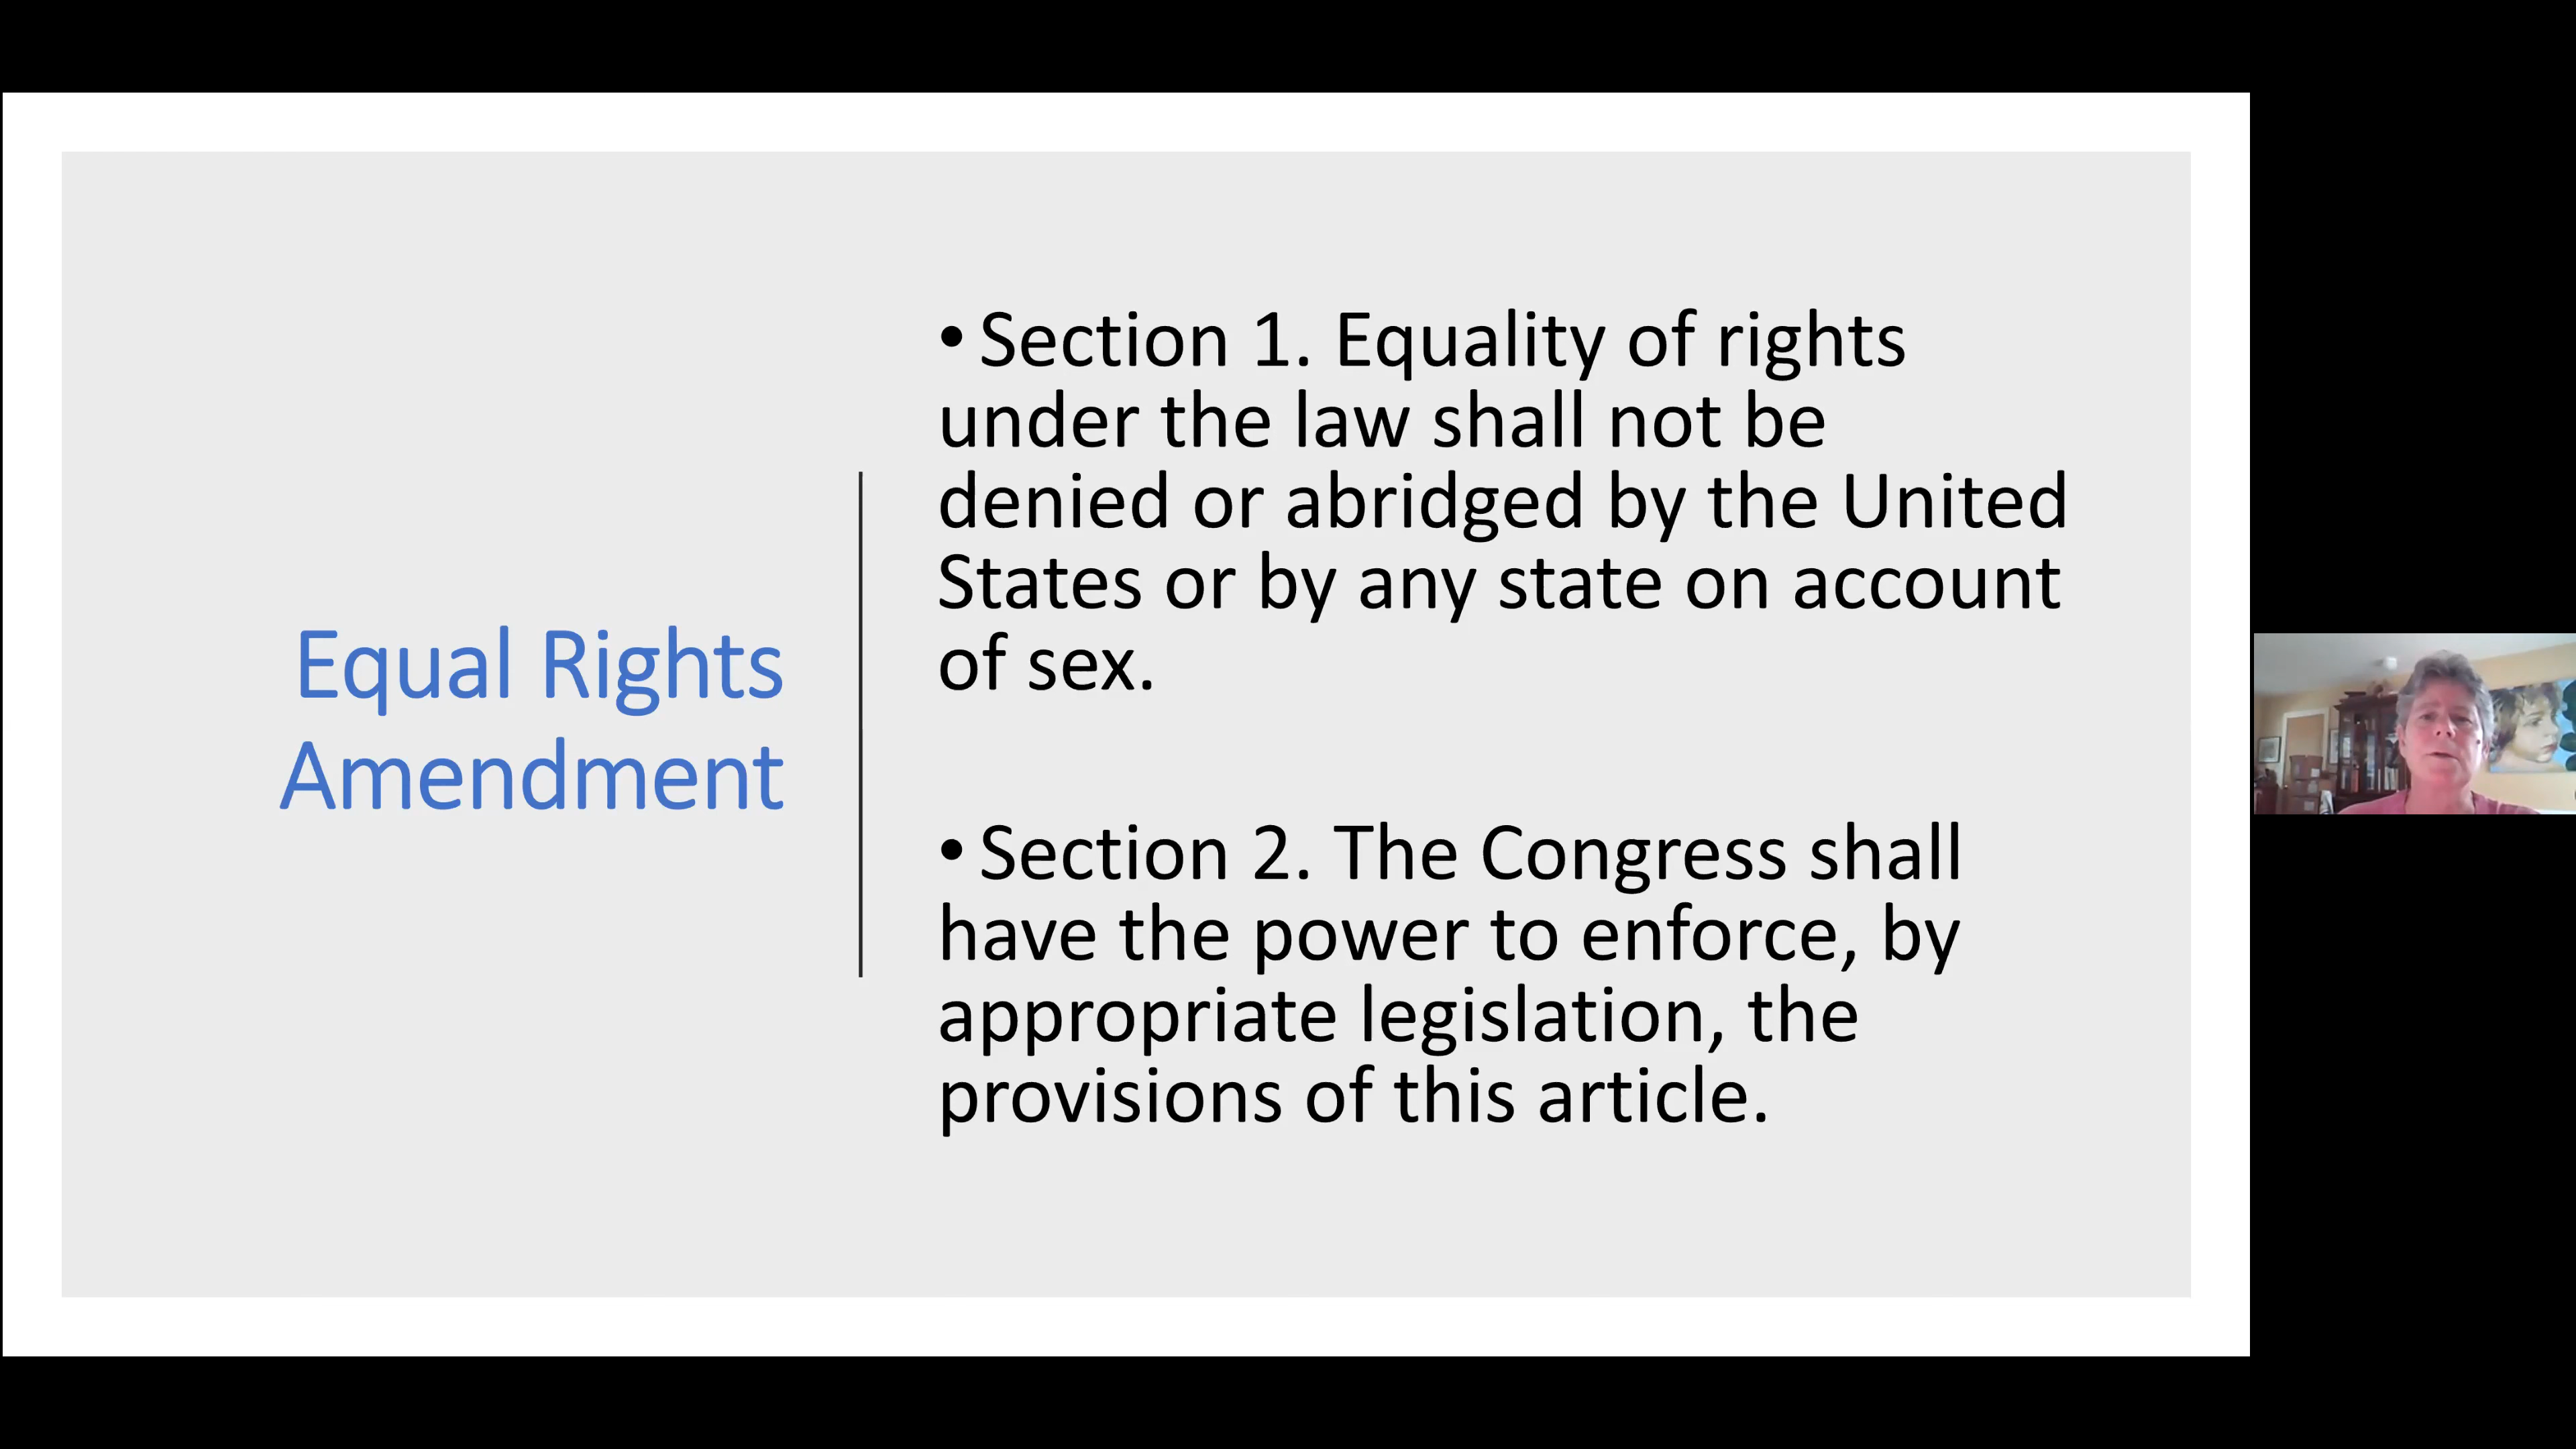 Equal Rights
Amendment
• Section 1. Equality of rights
under the law shall not be
denied or abridged by the United
States or by any state on account
of sex.
• Section 2. The Congress shall
have the power to enforce, by
appropriate legislation, the
provisions of this article.